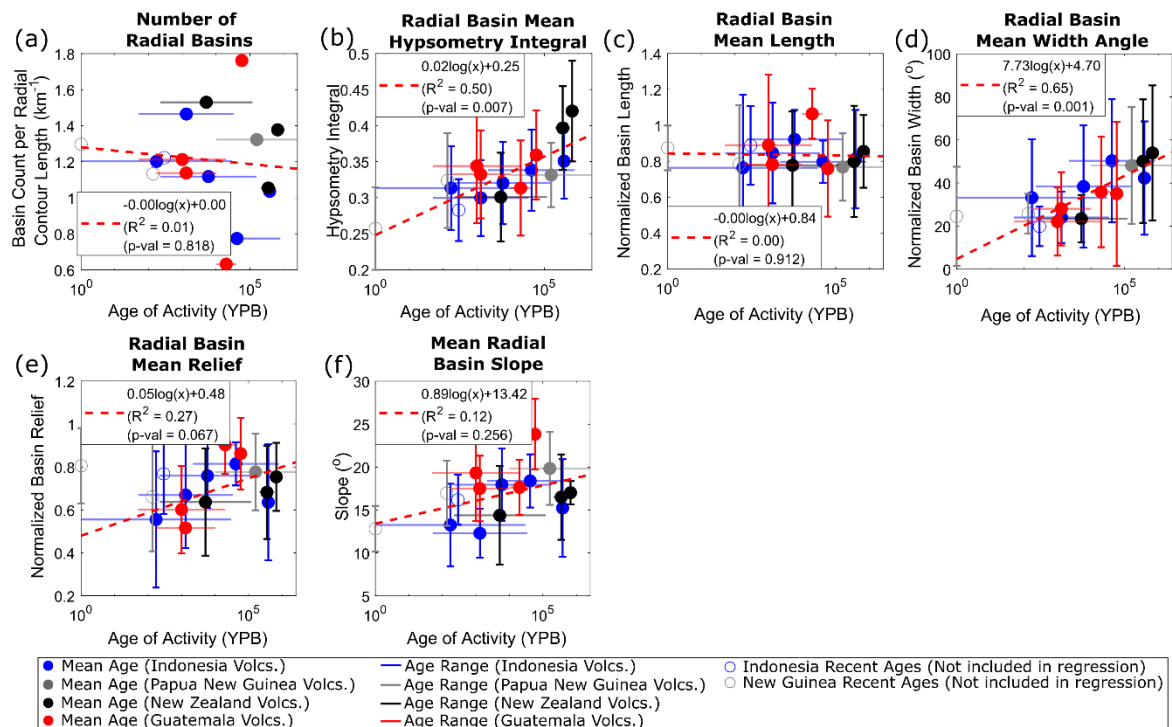 (a)
Number of
Radial Basins
Basin Count per Radial
Contour Length (km⁻¹)
1.8
1.6
1.4
1.2
1.0
0.8
0.6
-0.00log(x)+0.00
(R² = 0.01)
(p-val = 0.818)
10⁰
10⁵
Age of Activity (YPB)
(b)
Radial Basin Mean
Hypsometry Integral
Hypsometry Integral
0.5
0.45
0.4
0.35
0.3
0.25
0.2
0.02log(x)+0.25
(R² = 0.50)
(p-val = 0.007)
10⁰
10⁵
Age of Activity (YPB)
(c)
Radial Basin
Mean Length
Normalized Basin Length
1.4
1.2
1
0.8
0.6
0.4
0.2
-0.00log(x)+0.84
(R² = 0.00)
(p-val = 0.912)
10⁰
10⁵
Age of Activity (YPB)
(d)
Radial Basin
Mean Width Angle
Normalized Basin Width (°)
100
80
60
40
20
0
7.73log(x)+4.70
(R² = 0.65)
(p-val = 0.001)
10⁰
10⁵
Age of Activity (YPB)
(e)
Radial Basin
Mean Relief
Normalized Basin Relief
1.2
1
0.8
0.6
0.4
0.2
0.05log(x)+0.48
(R² = 0.27)
(p-val = 0.067)
10⁰
10⁵
Age of Activity (YPB)
(f)
Mean Radial
Basin Slope
Slope (°)
30
25
20
15
10
5
0.89log(x)+13.42
(R² = 0.12)
(p-val = 0.256)
10⁰
10⁵
Age of Activity (YPB)
Mean Age (Indonesia Volcs.)
Mean Age (Papua New Guinea Volcs.)
Mean Age (New Zealand Volcs.)
Mean Age (Guatemala Volcs.)
Age Range (Indonesia Volcs.)
Age Range (Papua New Guinea Volcs.)
Age Range (New Zealand Volcs.)
Age Range (Guatemala Volcs.)
Indonesia Recent Ages (Not included in regression)
New Guinea Recent Ages (Not included in regression)